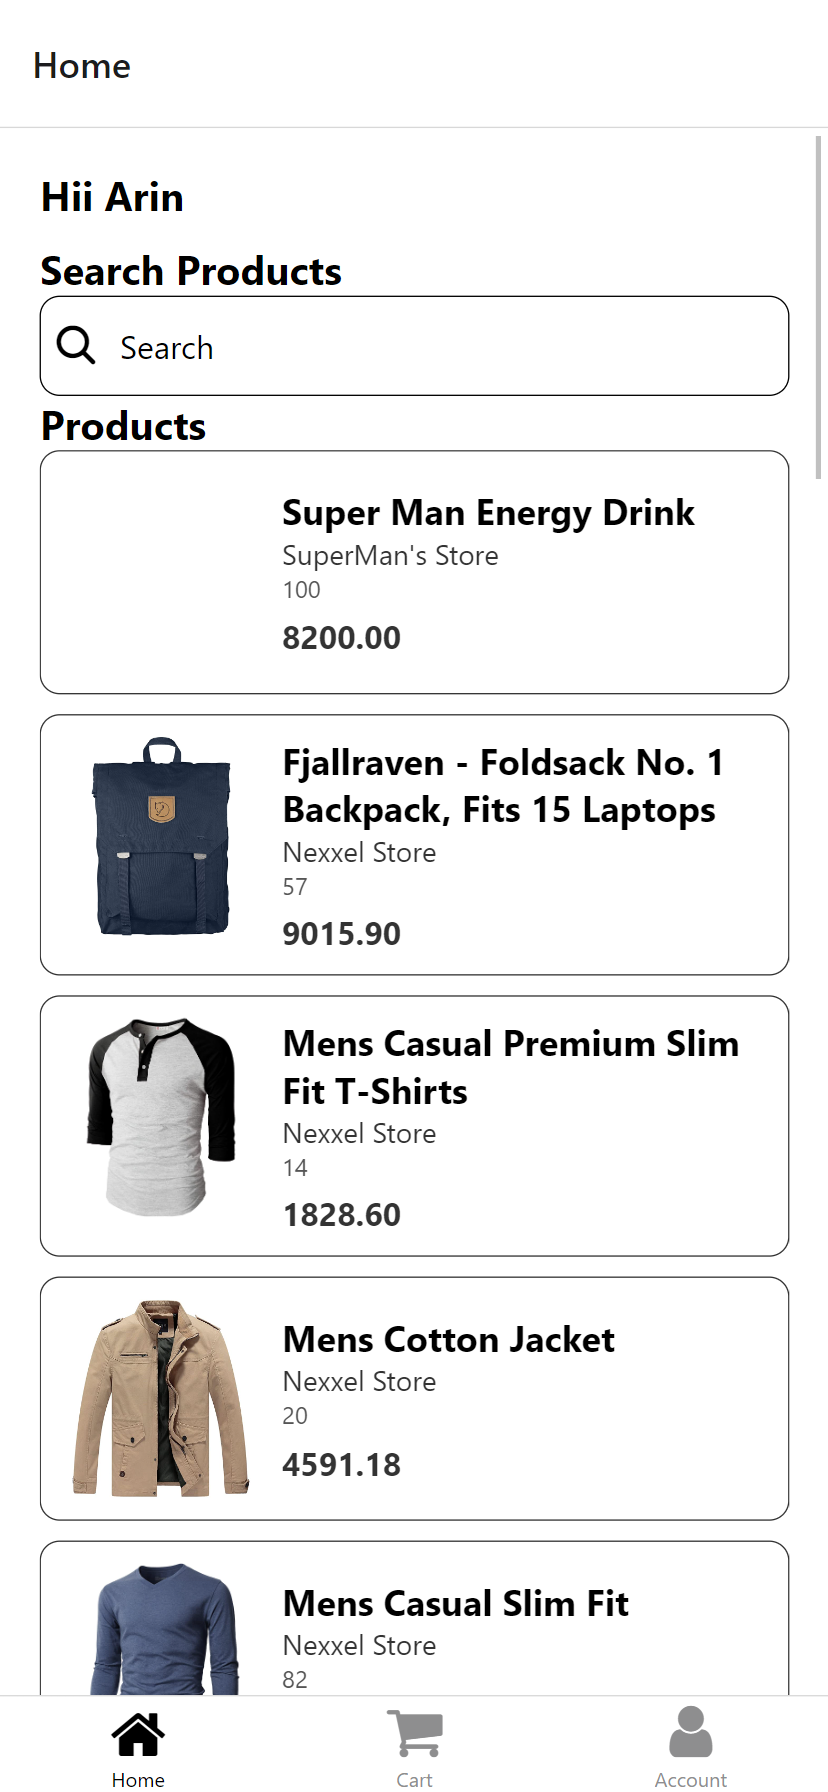 Home
Hii Arin
Search Products
Search
Products
Super Man Energy Drink
SuperMan's Store
100
8200.00
Fjallraven - Foldsack No. 1
Backpack, Fits 15 Laptops
Nexxel Store
57
9015.90
Mens Casual Premium Slim
Fit T-Shirts
Nexxel Store
14
1828.60
Mens Cotton Jacket
Nexxel Store
20
4591.18
Mens Casual Slim Fit
Nexxel Store
82
Home
Cart
Account